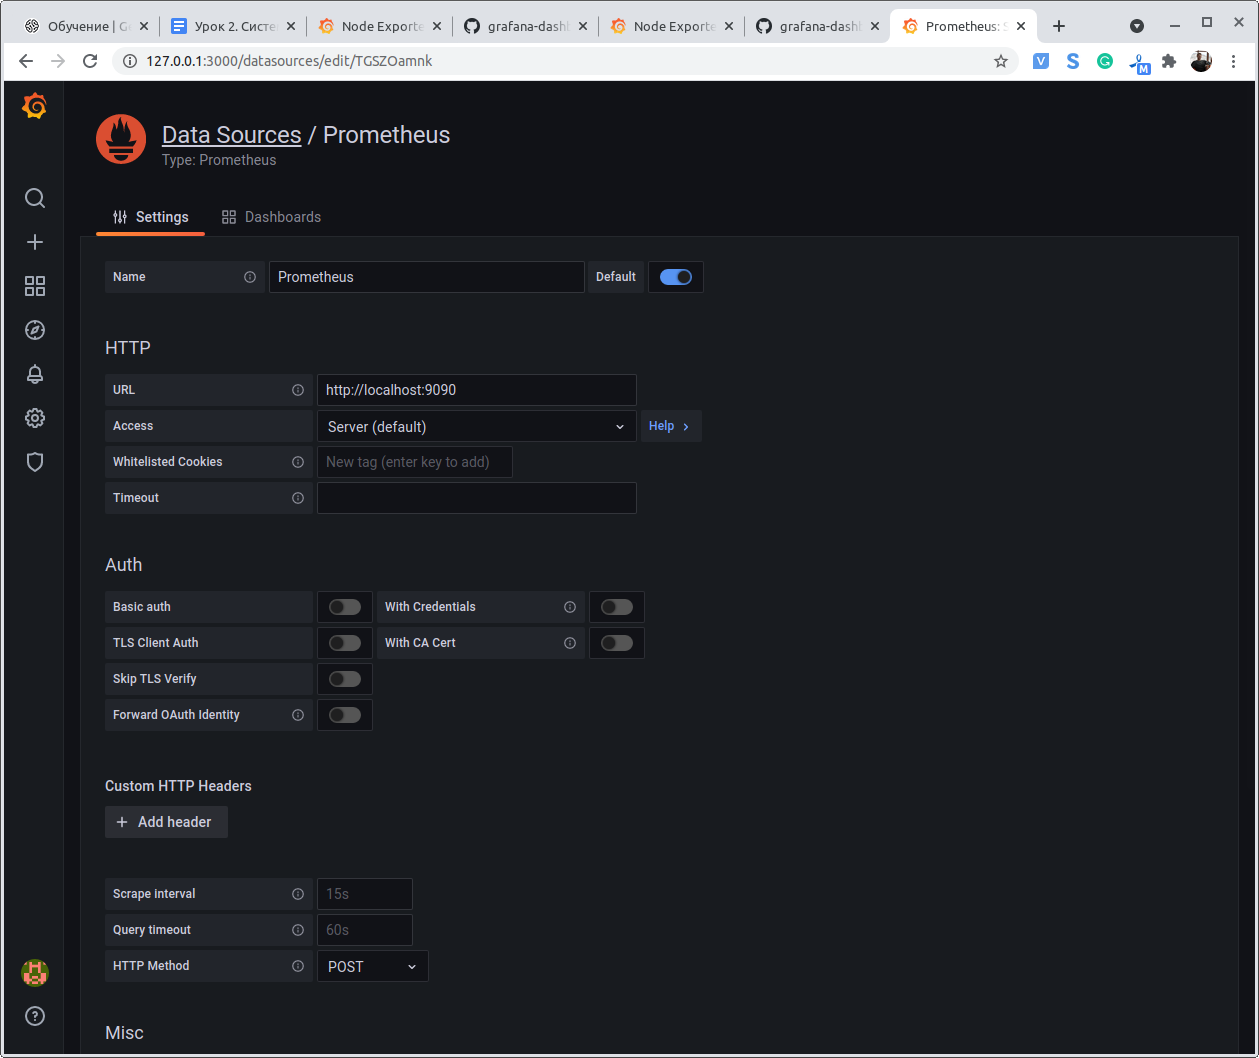 Обучение | G
Урок 2. Систе
Node Exporte
grafana-dash
Node Exporte
grafana-dash
Prometheus: S
127.0.0.1:3000/datasources/edit/TGSZOamnk
Data Sources / Prometheus
Type: Prometheus
Settings
Dashboards
Name
Prometheus
Default
HTTP
URL
http://localhost:9090
Access
Server (default)
Help
Whitelisted Cookies
New tag (enter key to add)
Timeout
Auth
Basic auth
With Credentials
TLS Client Auth
With CA Cert
Skip TLS Verify
Forward OAuth Identity
Custom HTTP Headers
Add header
Scrape interval
15s
Query timeout
60s
HTTP Method
POST
Misc